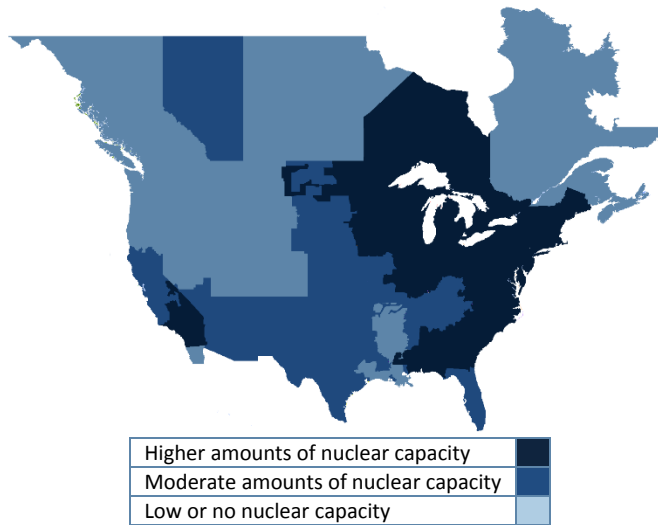 Higher amounts of nuclear capacity
Moderate amounts of nuclear capacity
Low or no nuclear capacity